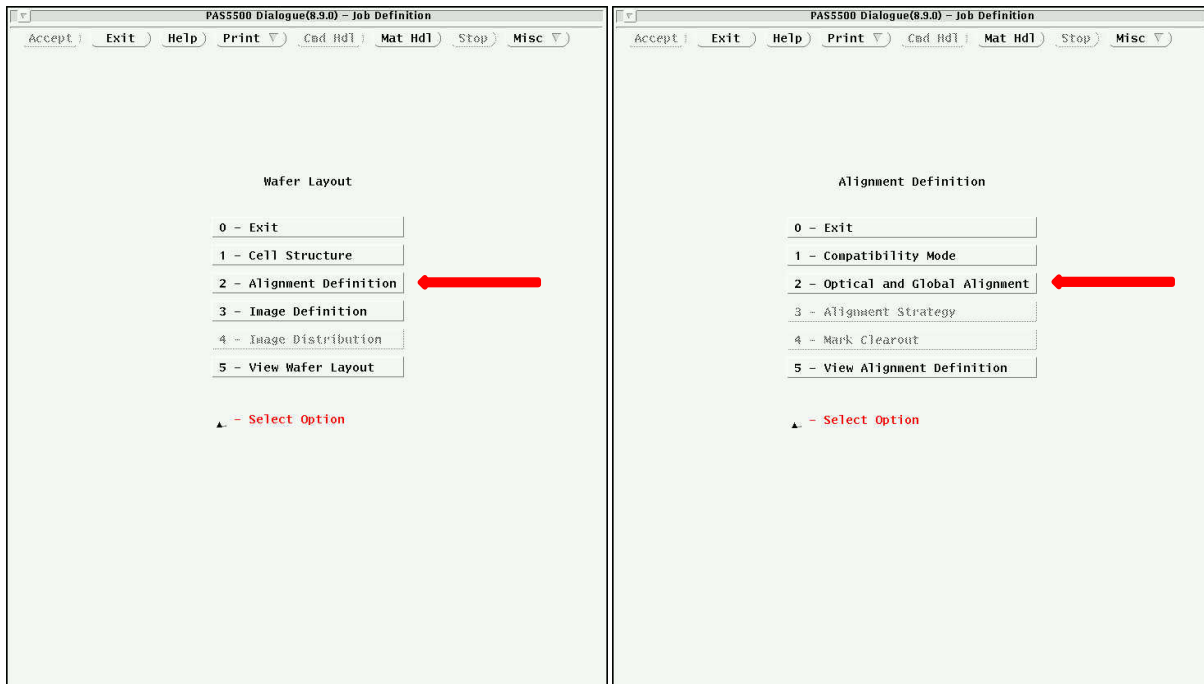 PAS5500 Dialogue(8.9.0) – Job Definition
Accept Exit Help Print Cmd Hdl Mat Hdl Stop Misc
Wafer Layout
0 – Exit
1 – Cell Structure
2 – Alignment Definition
3 – Image Definition
4 – Image Distribution
5 – View Wafer Layout
– Select Option
PAS5500 Dialogue(8.9.0) – Job Definition
Accept Exit Help Print Cmd Hdl Mat Hdl Stop Misc
Alignment Definition
0 – Exit
1 – Compatibility Mode
2 – Optical and Global Alignment
3 – Alignment Strategy
4 – Mark Clearout
5 – View Alignment Definition
– Select Option